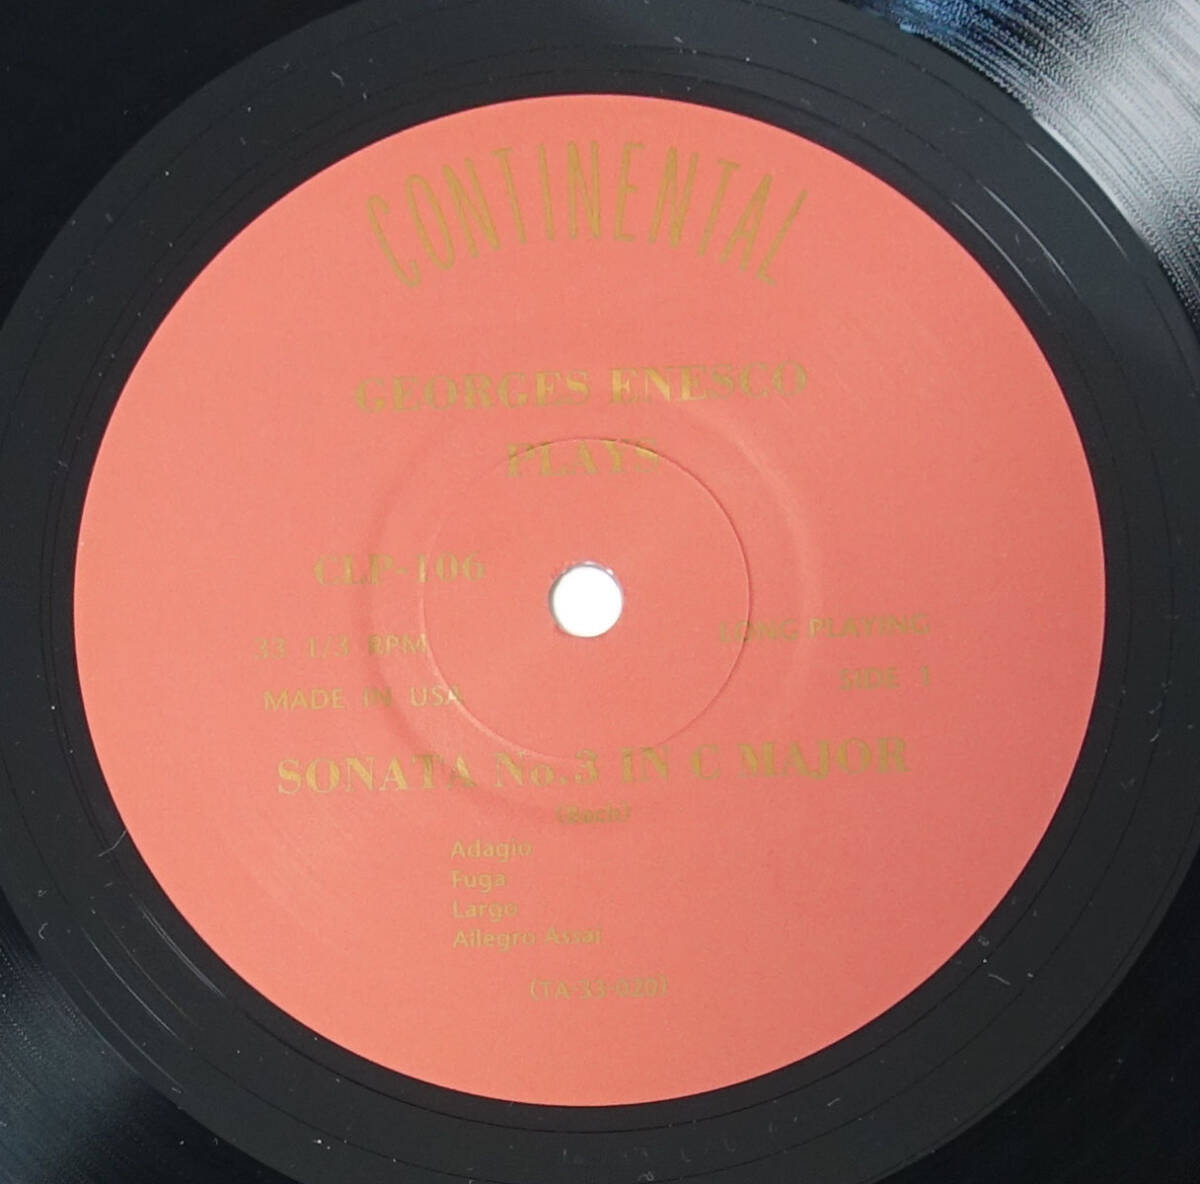 CONTINENTAL
GEORGES ENESCO
PLAYS
CLP-106
33 1/3 RPM
LONG PLAYING
MADE IN USA
SIDE 1
SONATA No.3 IN C MAJOR
(Bach)
Adagio
Fuga
Largo
Allegro Assai
(TA-33-020)